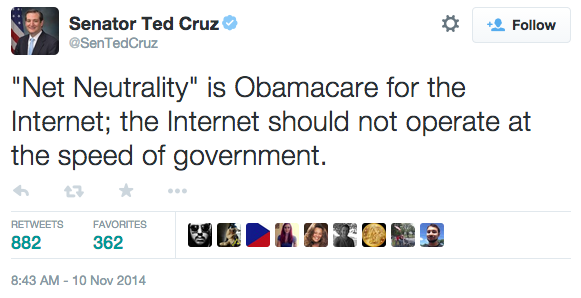 Senator Ted Cruz
@SenTedCruz
Follow
"Net Neutrality" is Obamacare for the
Internet; the Internet should not operate at
the speed of government.
RETWEETS FAVORITES
882 362
8:43 AM - 10 Nov 2014